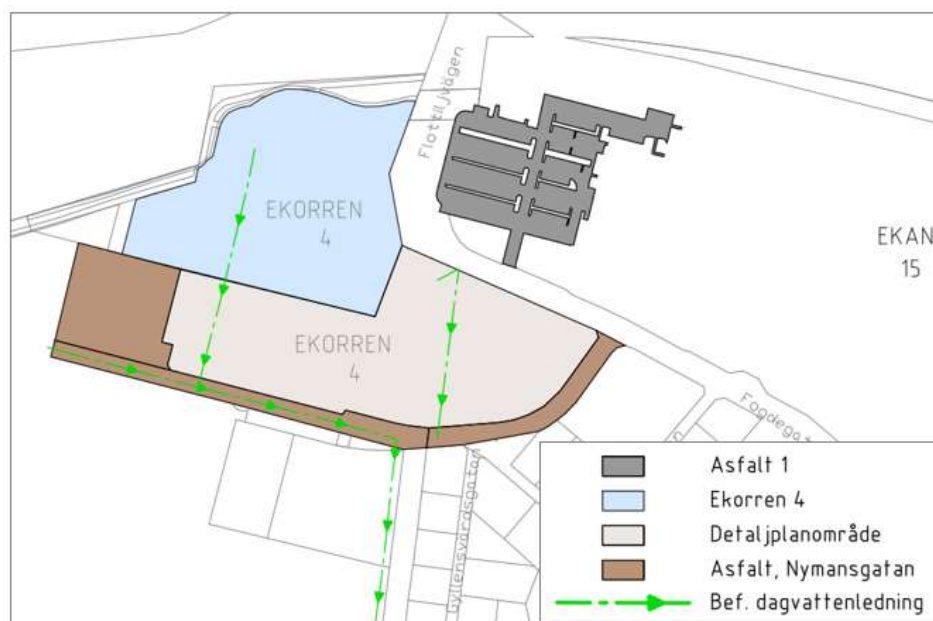 Flottiljvägen
EKORREN
4
EKAN
15
EKORREN
4
Fogdegat
Gyllensvärdsgatan
Asfalt 1
Ekorren 4
Detaljplanområde
Asfalt, Nymansgatan
Bef. dagvattenledning